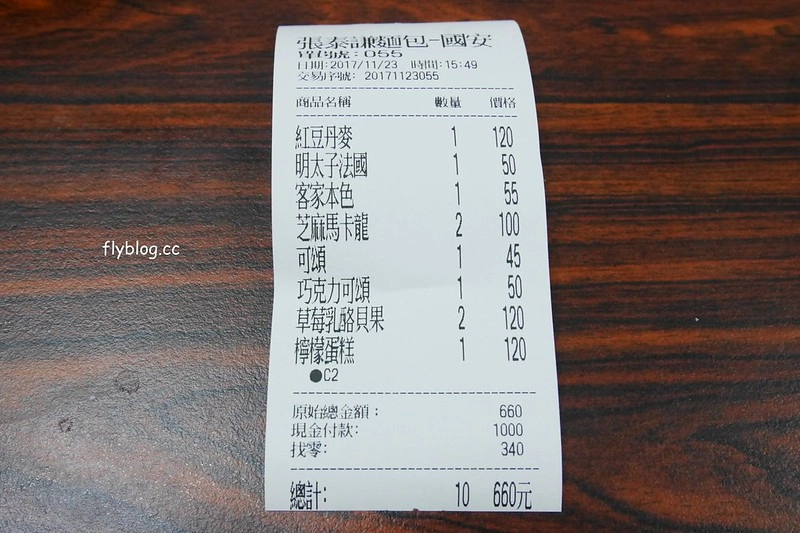 張泰謙麵包-國安
單號:055
日期:2017/11/23 時間:15:49
交易序號: 20171123055
商品名稱 數量 價格
紅豆丹麥 1 120
明太子法國 1 50
客家本色 1 55
芝麻馬卡龍 2 100
可頌 1 45
巧克力可頌 1 50
草莓乳酪貝果 2 120
檸檬蛋糕 1 120
●C2
原始總金額: 660
現金付款: 1000
找零: 340
總計: 10 660元
flyblog.cc